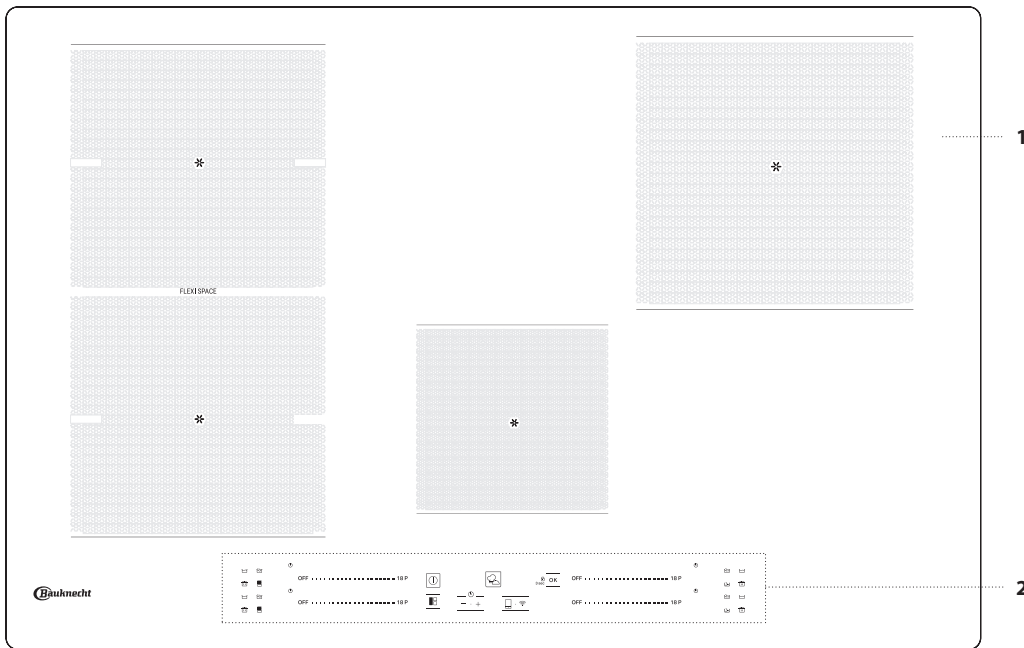 1
FLEXI SPACE
OFF 18 P
OFF 18 P
OK
OFF 18 P
OFF 18 P
Bauknecht
2